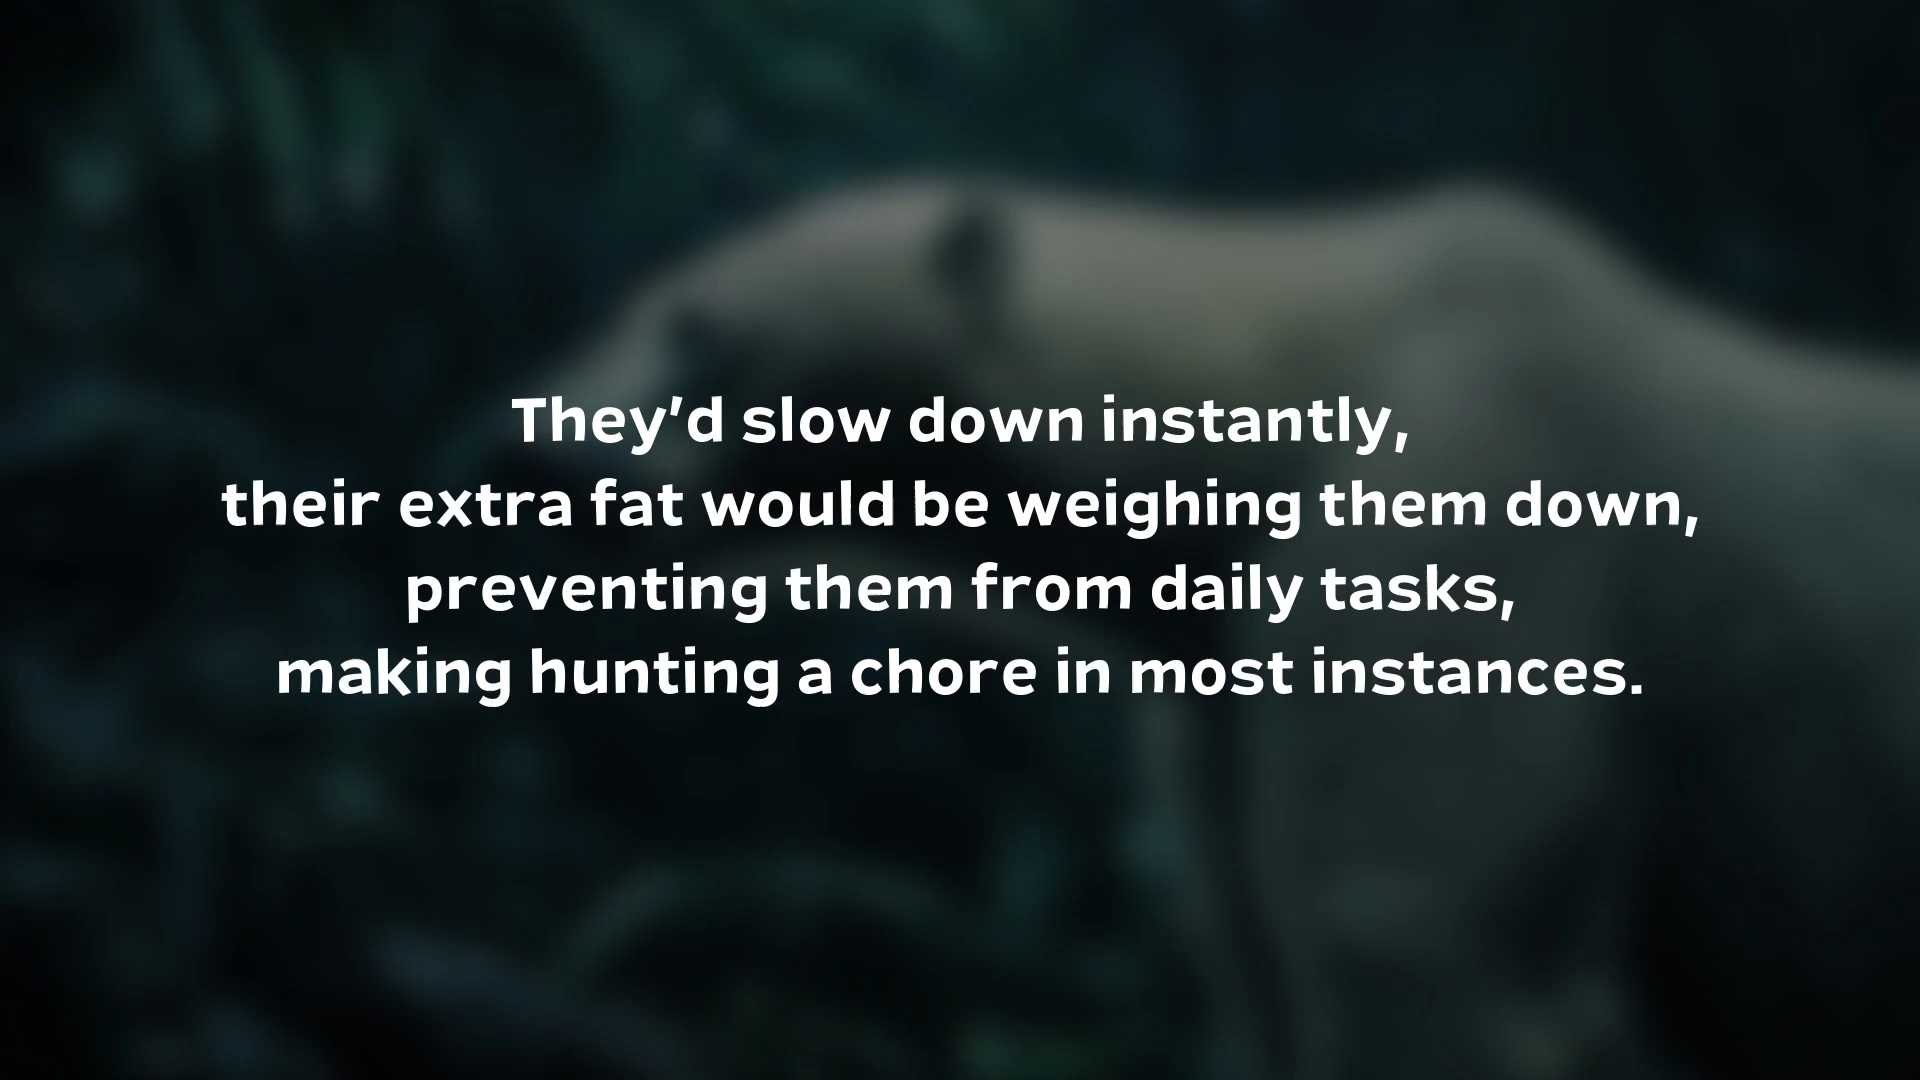 They'd slow down instantly,
their extra fat would be weighing them down,
preventing them from daily tasks,
making hunting a chore in most instances.